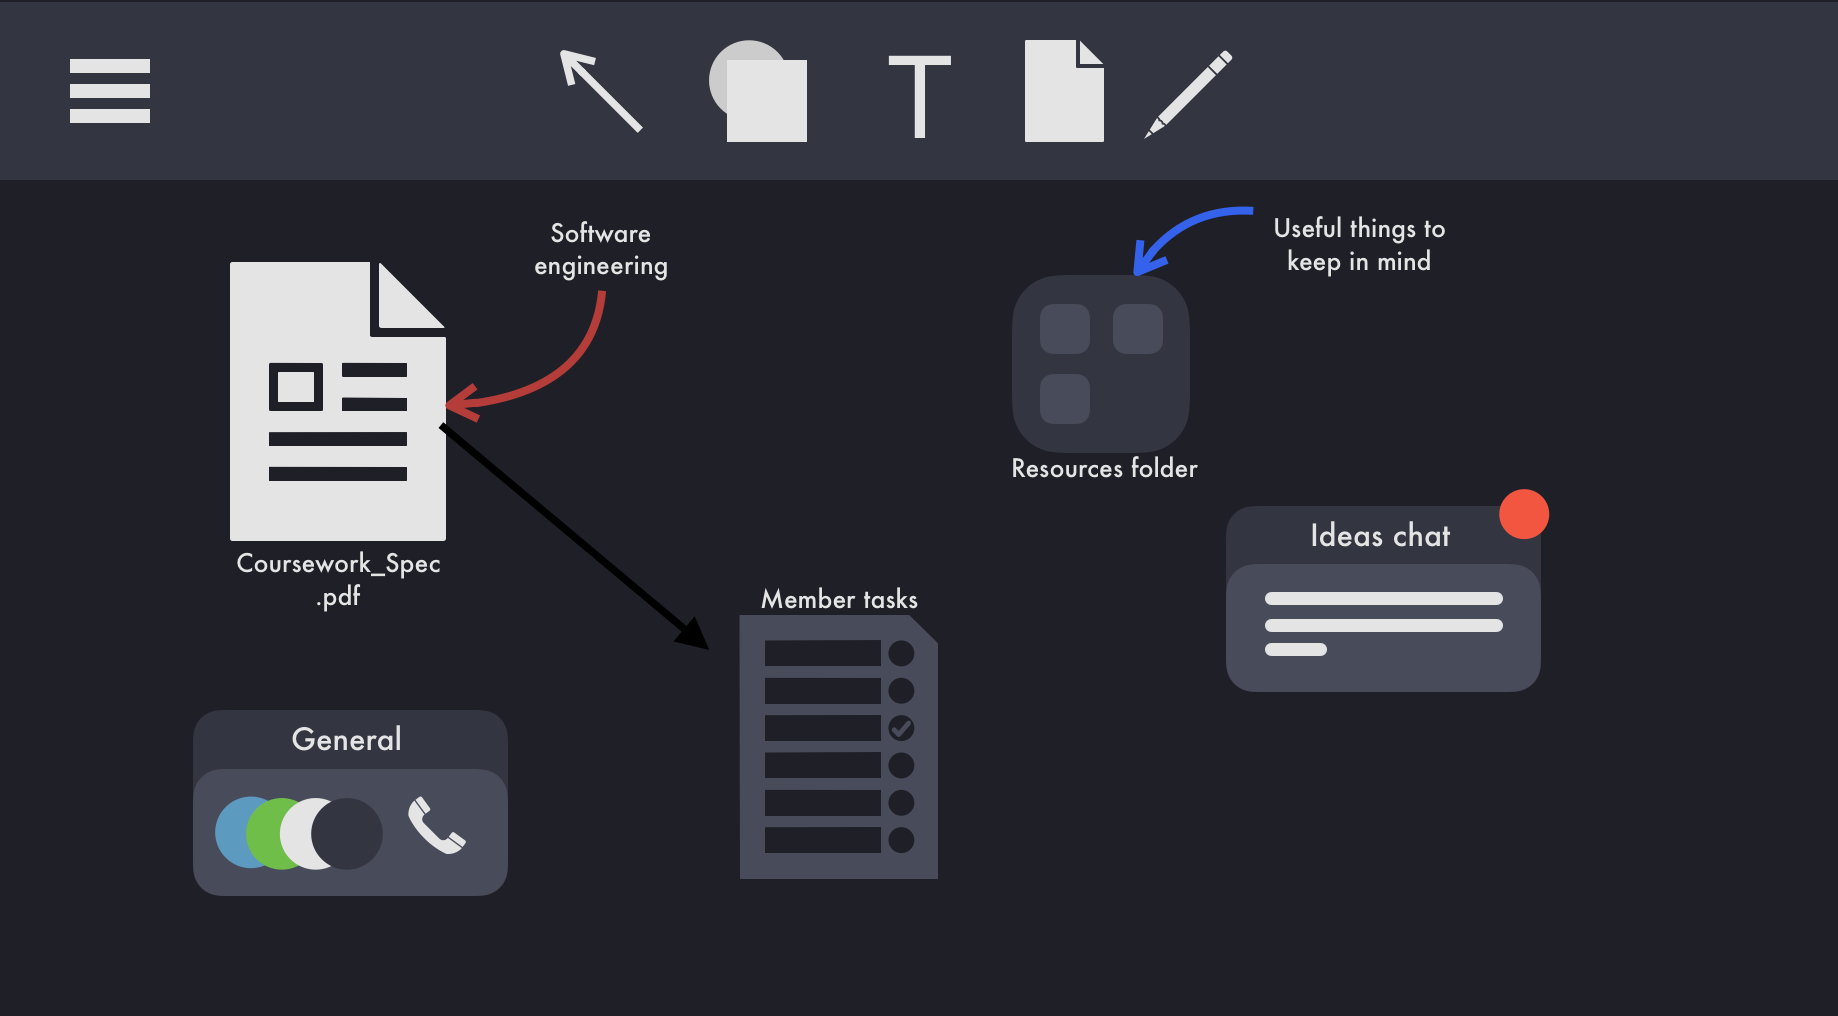 Software
engineering
Useful things to
keep in mind
Resources folder
Coursework_Spec
.pdf
Ideas chat
Member tasks
General